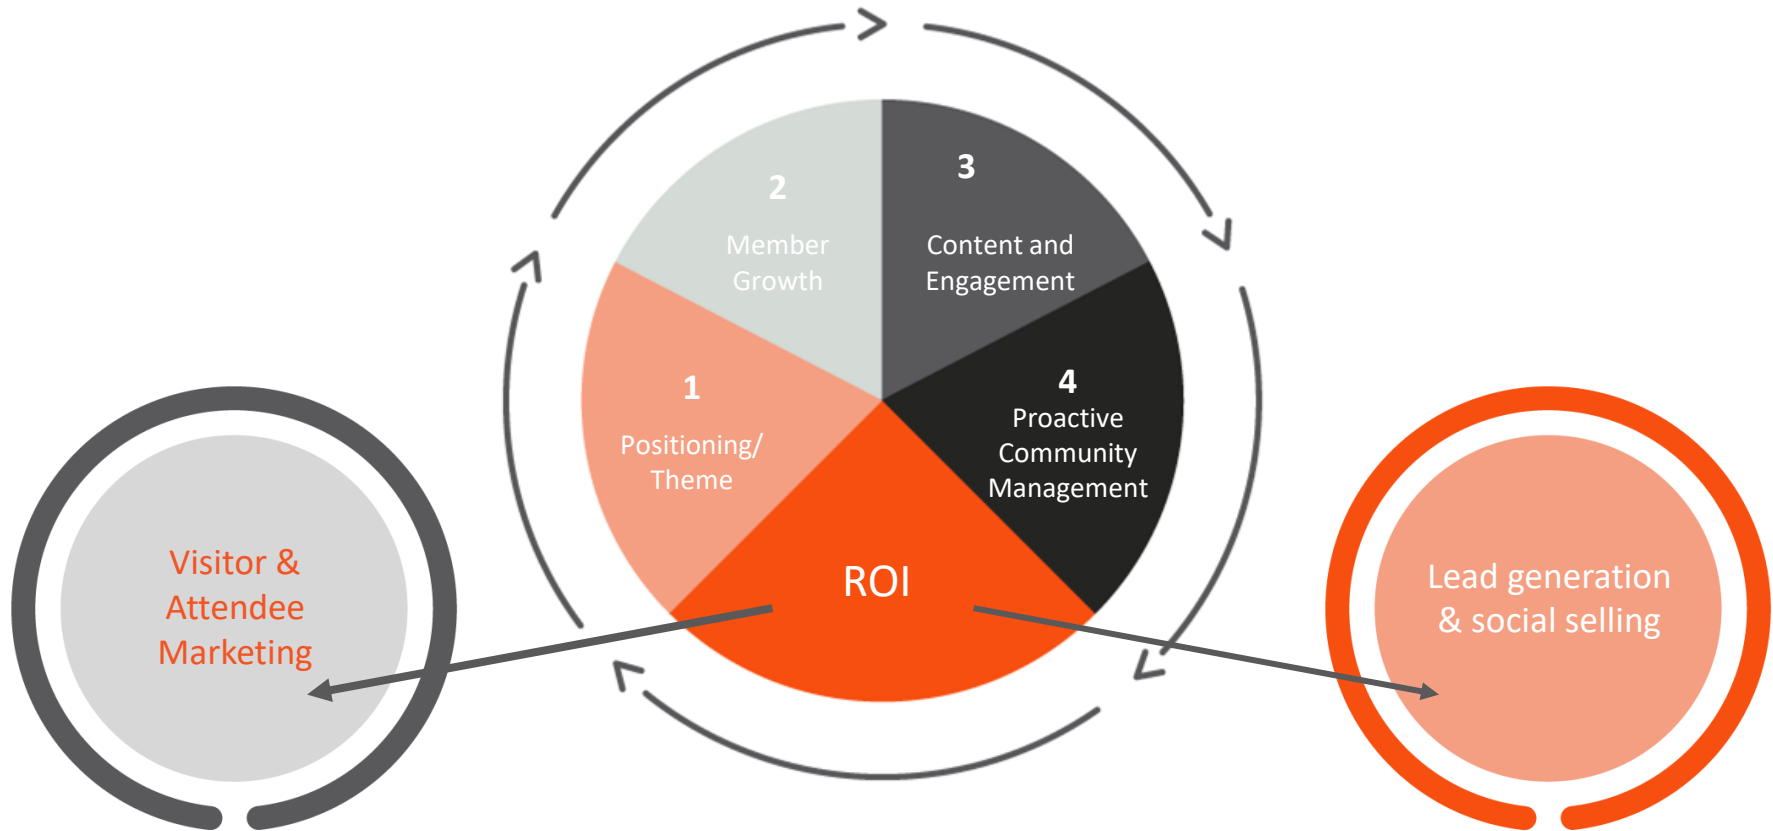 2
Member
Growth
3
Content and
Engagement
1
Positioning/
Theme
4
Proactive
Community
Management
ROI
Visitor &
Attendee
Marketing
Lead generation
& social selling